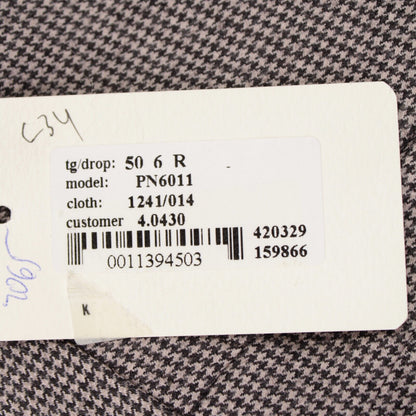 C34
tg/drop: 50 6 R
model: PN6011
cloth: 1241/014
customer 4.0430
420329
0011394503
159866
K